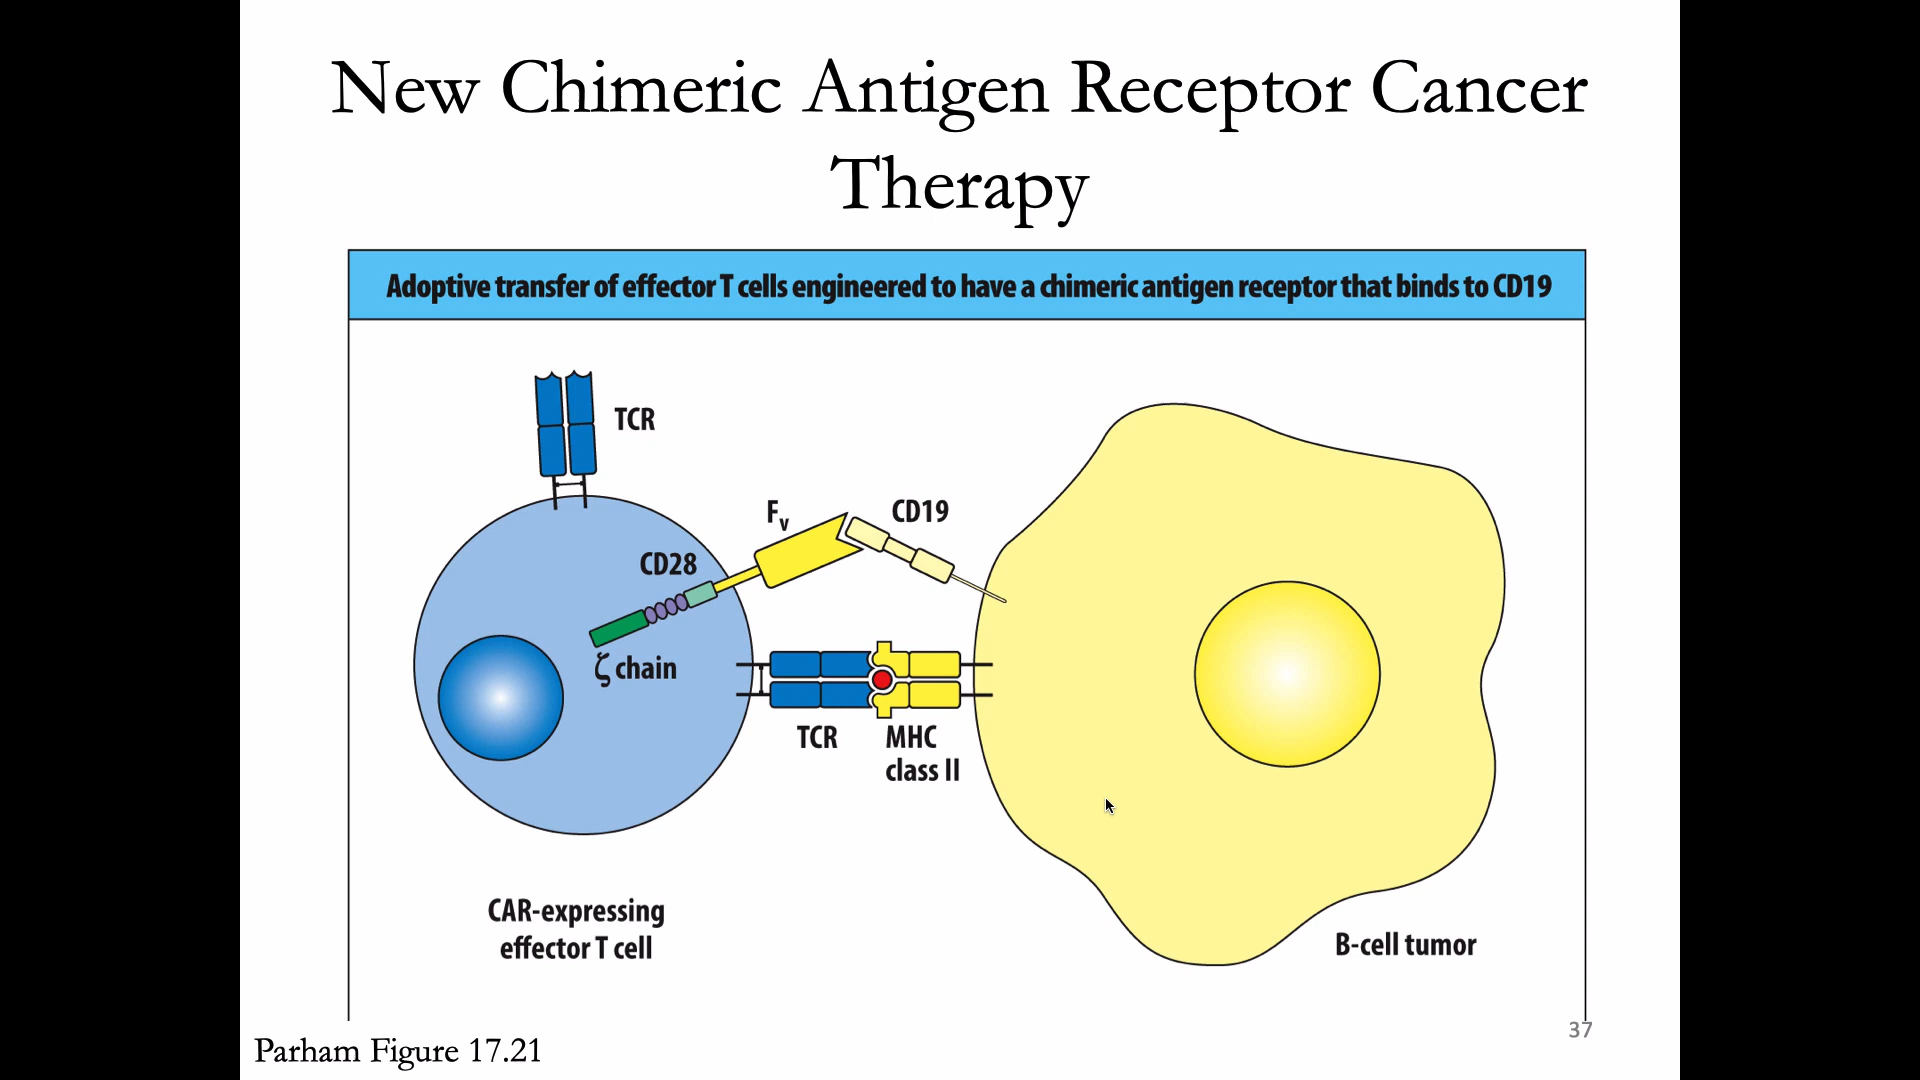 New Chimeric Antigen Receptor Cancer
Therapy
Adoptive transfer of effector T cells engineered to have a chimeric antigen receptor that binds to CD19
TCR
Fv
CD19
CD28
ζ chain
TCR
MHC
class II
CAR-expressing
effector T cell
B-cell tumor
Parham Figure 17.21
37